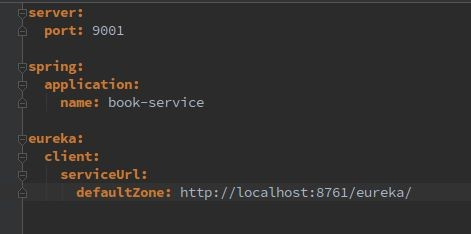 server:
  port: 9001

spring:
  application:
    name: book-service

eureka:
  client:
    serviceUrl:
      defaultZone: http://localhost:8761/eureka/